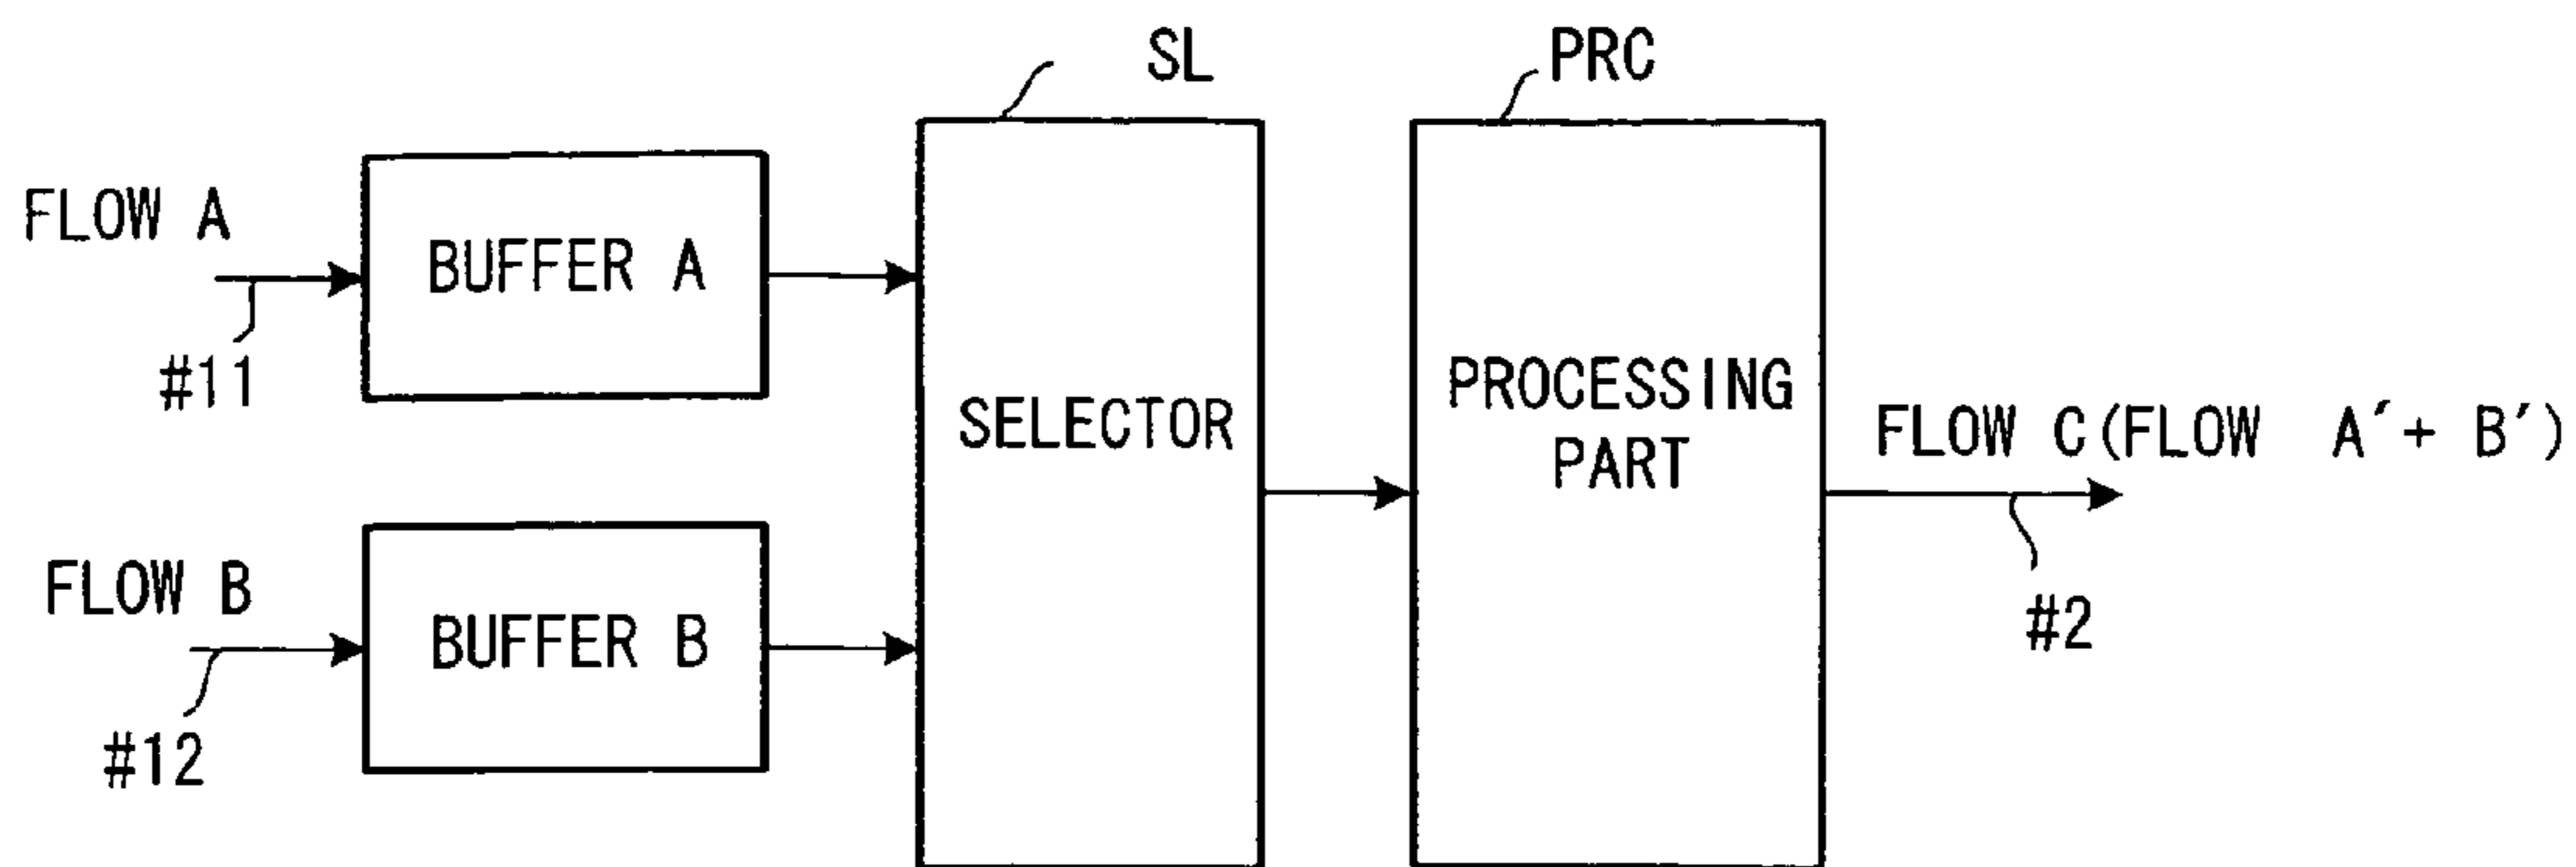 SL
PRC
FLOW A
BUFFER A
#11
SELECTOR
PROCESSING
PART
FLOW C(FLOW A′+ B′)
FLOW B
BUFFER B
#12
#2